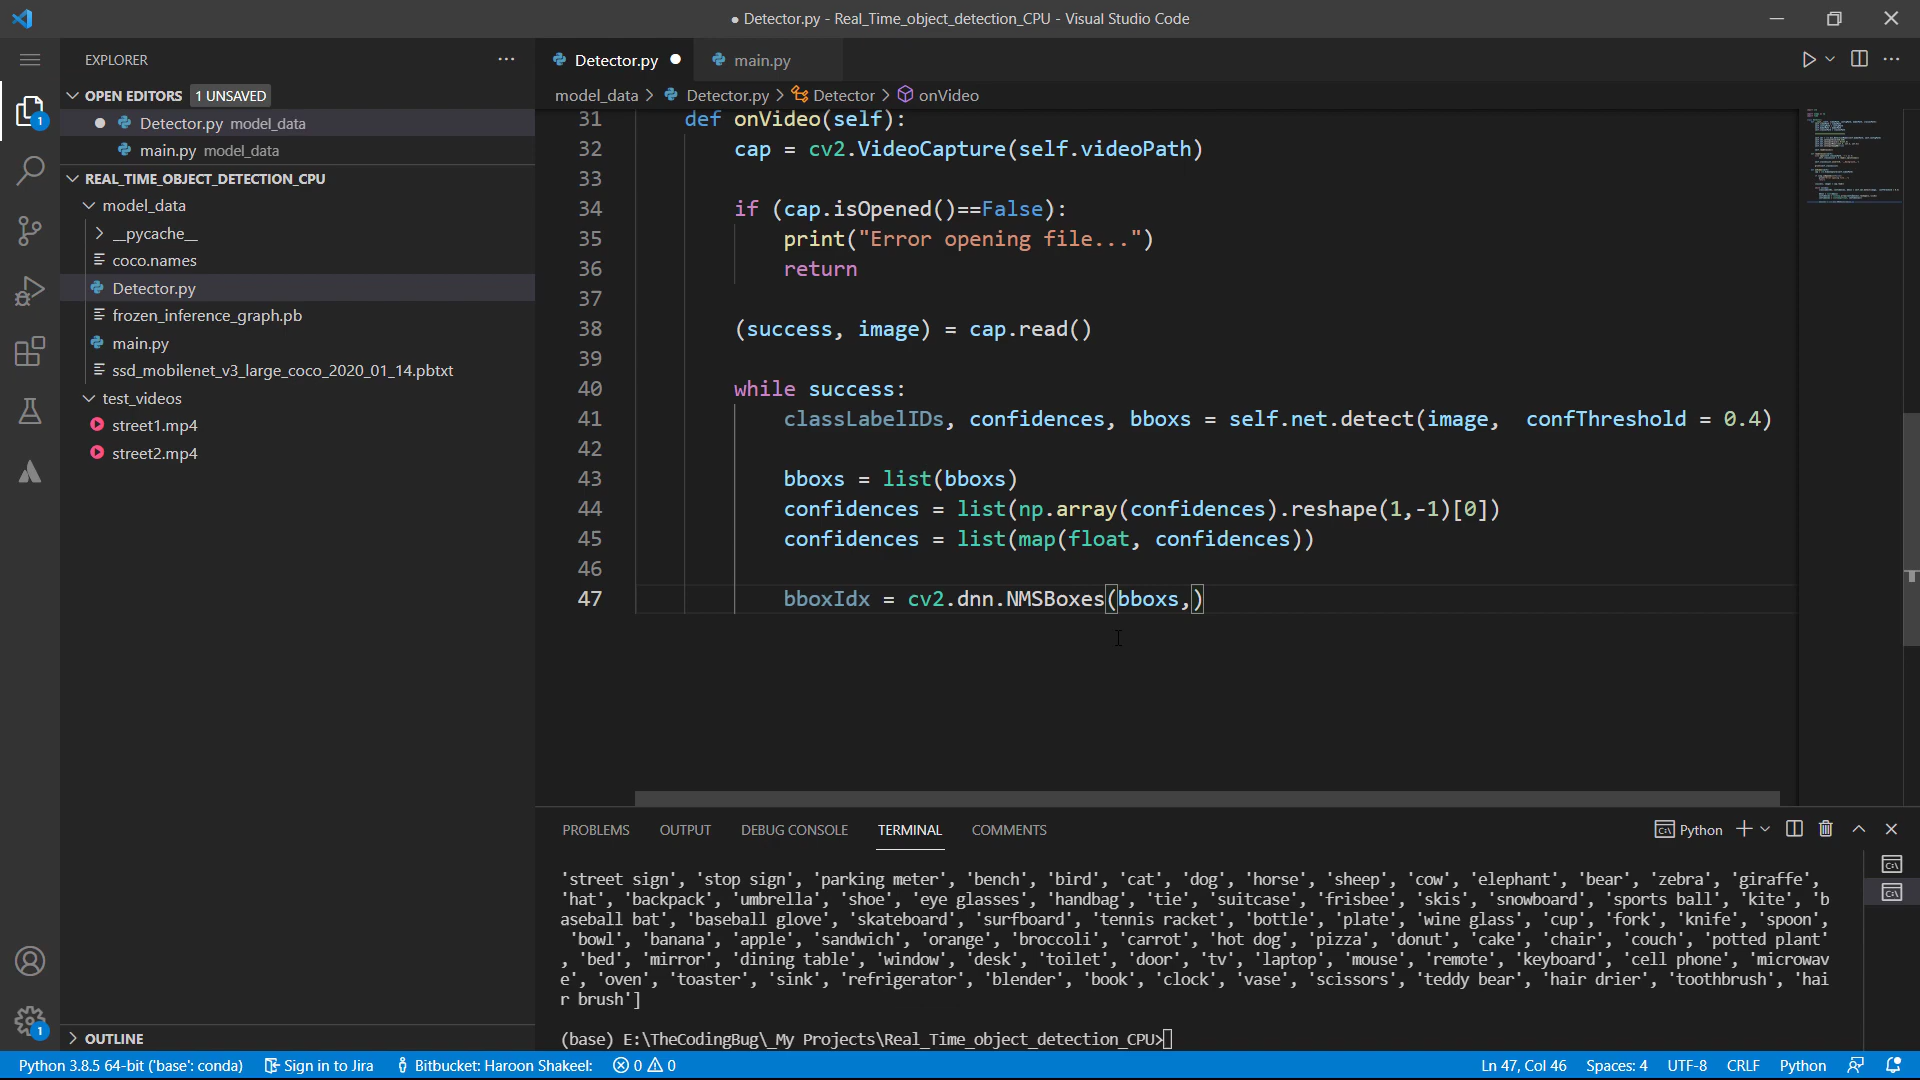 ● Detector.py - Real_Time_object_detection_CPU - Visual Studio Code
EXPLORER
OPEN EDITORS 1 UNSAVED
Detector.py model_data
main.py model_data
REAL_TIME_OBJECT_DETECTION_CPU
model_data
__pycache__
coco.names
Detector.py
frozen_inference_graph.pb
main.py
ssd_mobilenet_v3_large_coco_2020_01_14.pbtxt
test_videos
street1.mp4
street2.mp4
OUTLINE
1
1
Detector.py main.py
model_data > Detector.py > Detector > onVideo
31 def onVideo(self):
32 cap = cv2.VideoCapture(self.videoPath)
33
34 if (cap.isOpened()==False):
35 print("Error opening file...")
36 return
37
38 (success, image) = cap.read()
39
40 while success:
41 classLabelIDs, confidences, bboxs = self.net.detect(image, confThreshold = 0.4)
42
43 bboxs = list(bboxs)
44 confidences = list(np.array(confidences).reshape(1,-1)[0])
45 confidences = list(map(float, confidences))
46
47 bboxIdx = cv2.dnn.NMSBoxes(bboxs,)
PROBLEMS OUTPUT DEBUG CONSOLE TERMINAL COMMENTS
Python
'street sign', 'stop sign', 'parking meter', 'bench', 'bird', 'cat', 'dog', 'horse', 'sheep', 'cow', 'elephant', 'bear', 'zebra', 'giraffe',
'hat', 'backpack', 'umbrella', 'shoe', 'eye glasses', 'handbag', 'tie', 'suitcase', 'frisbee', 'skis', 'snowboard', 'sports ball', 'kite', 'b
aseball bat', 'baseball glove', 'skateboard', 'surfboard', 'tennis racket', 'bottle', 'plate', 'wine glass', 'cup', 'fork', 'knife', 'spoon',
'bowl', 'banana', 'apple', 'sandwich', 'orange', 'broccoli', 'carrot', 'hot dog', 'pizza', 'donut', 'cake', 'chair', 'couch', 'potted plant'
, 'bed', 'mirror', 'dining table', 'window', 'desk', 'toilet', 'door', 'tv', 'laptop', 'mouse', 'remote', 'keyboard', 'cell phone', 'microwav
e', 'oven', 'toaster', 'sink', 'refrigerator', 'blender', 'book', 'clock', 'vase', 'scissors', 'teddy bear', 'hair drier', 'toothbrush', 'hai
r brush']
(base) E:\TheCodingBug\_My Projects\Real_Time_object_detection_CPU>
Python 3.8.5 64-bit ('base': conda) Sign in to Jira Bitbucket: Haroon Shakeel: 0 0 Ln 47, Col 46 Spaces: 4 UTF-8 CRLF Python